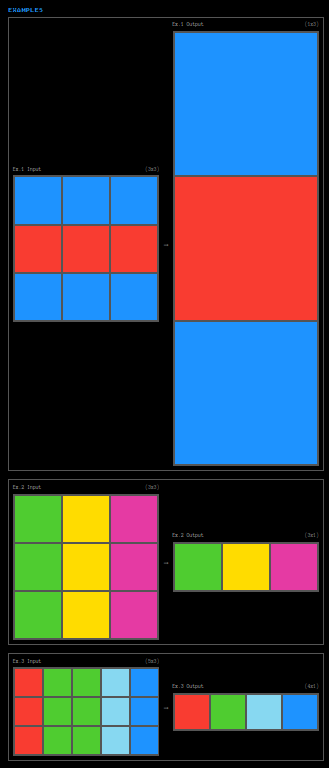 EXAMPLES
Ex.1 Output (1x3)
Ex.1 Input (3x3)
→
Ex.2 Input (3x3)
Ex.2 Output (3x1)
→
Ex.3 Input (5x3)
Ex.3 Output (4x1)
→